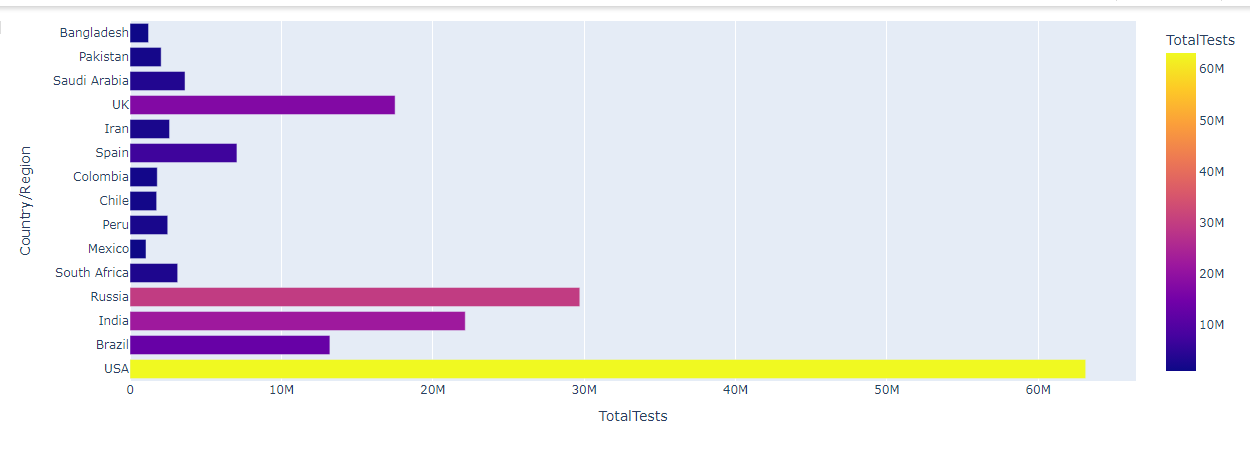 TotalTests
Bangladesh
Pakistan
Saudi Arabia
UK
Iran
Spain
Colombia
Chile
Peru
Mexico
South Africa
Russia
India
Brazil
USA
Country/Region
0 10M 20M 30M 40M 50M 60M
TotalTests
60M
50M
40M
30M
20M
10M